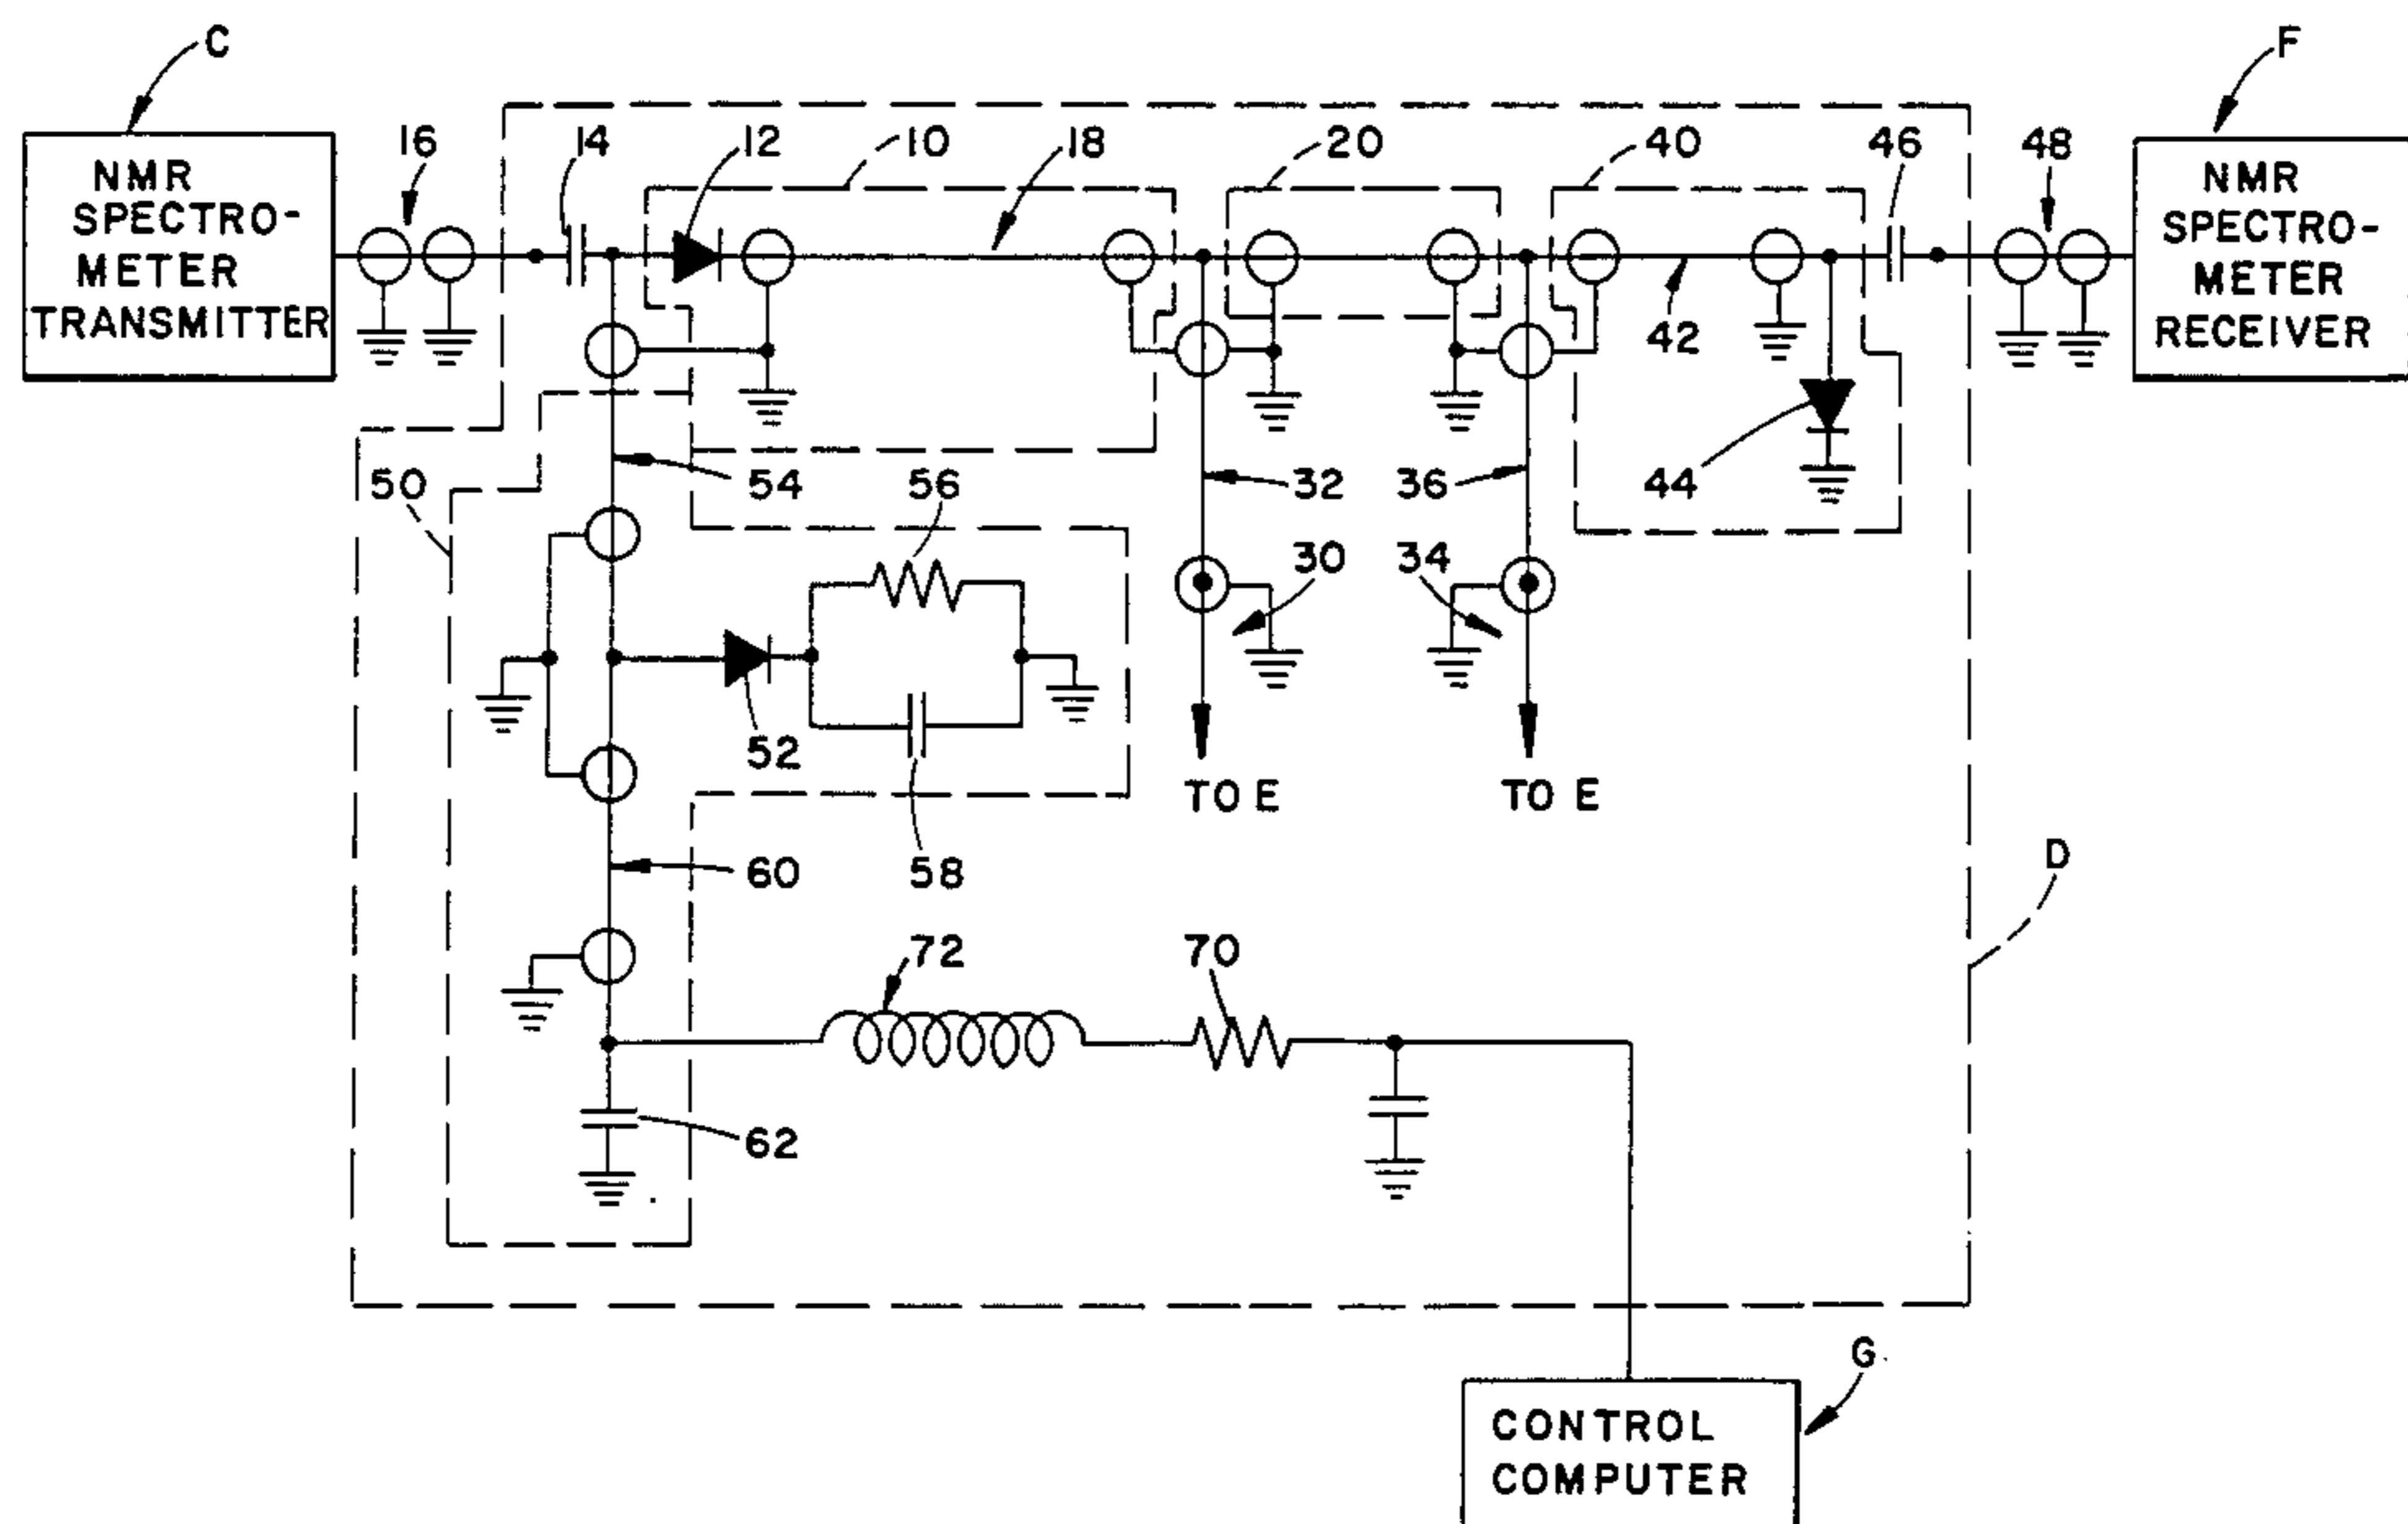 C
F
16
14
12
10
18
20
40
46
48
NMR
SPECTRO-
METER
TRANSMITTER
NMR
SPECTRO-
METER
RECEIVER
42
50
54
56
32
36
44
30
34
52
TO E
TO E
58
60
D
72
70
62
G
CONTROL
COMPUTER